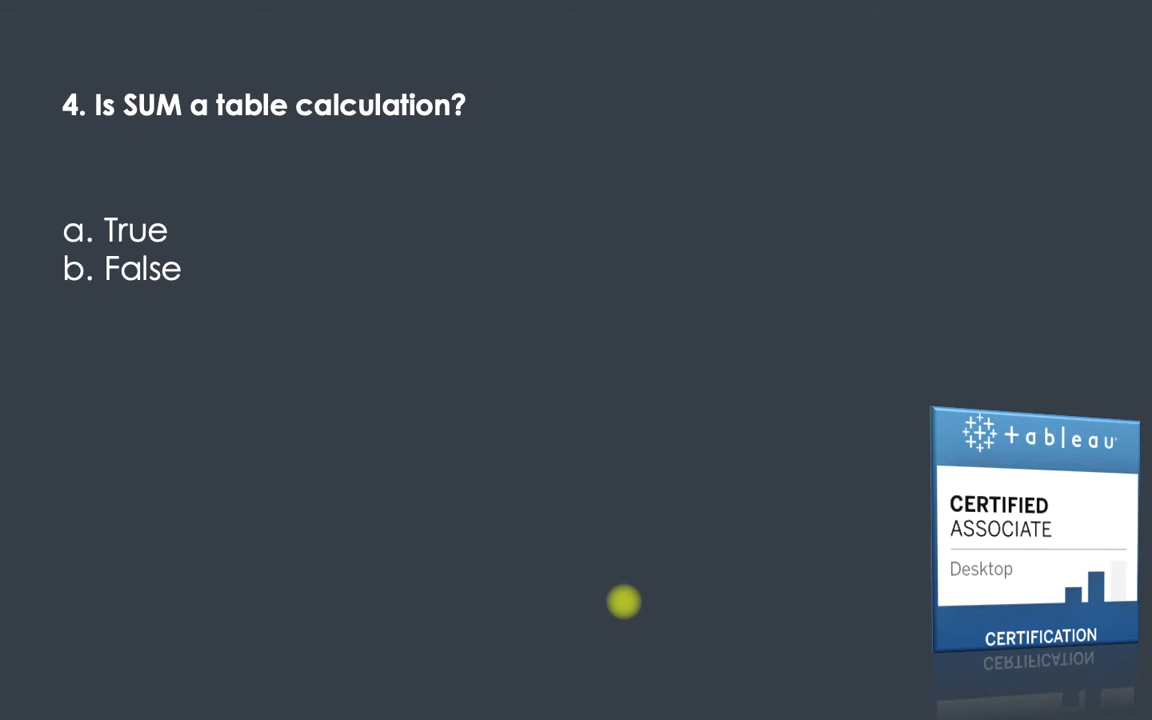 4. Is SUM a table calculation?
a. True
b. False
+ a b l e a u
CERTIFIED
ASSOCIATE
Desktop
CERTIFICATION